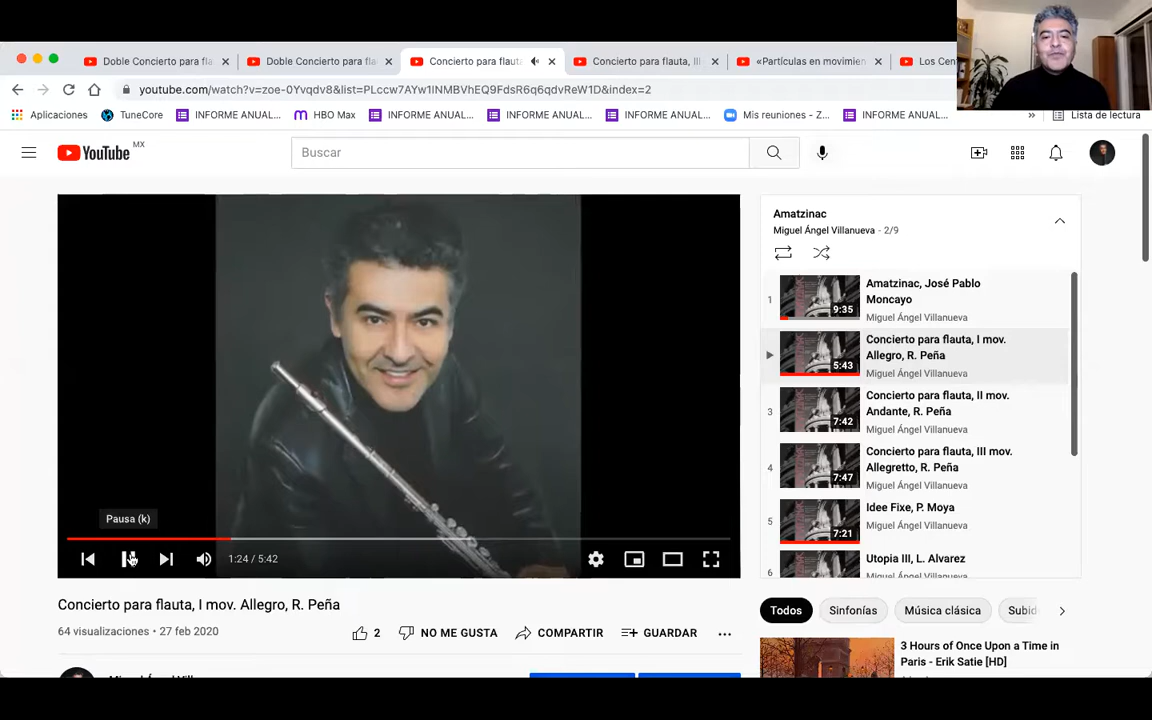 Doble Concierto para fla
Doble Concierto para fla
Concierto para flauta
Concierto para flauta, II
«Partículas en movimien
Los Cen
youtube.com/watch?v=zoe-0Yvqdv8&list=PLccw7AYw1lNMBVhEQ9FdsR6q6qdvReW1D&index=2
Aplicaciones
TuneCore
INFORME ANUAL...
HBO Max
INFORME ANUAL...
INFORME ANUAL...
INFORME ANUAL...
Mis reuniones - Z...
INFORME ANUAL...
»
Lista de lectura
YouTube MX
Buscar
Amatzinac
Miguel Ángel Villanueva - 2/9
1
9:35
Amatzinac, José Pablo
Moncayo
Miguel Ángel Villanueva
5:43
Concierto para flauta, I mov.
Allegro, R. Peña
Miguel Ángel Villanueva
3
7:42
Concierto para flauta, II mov.
Andante, R. Peña
Miguel Ángel Villanueva
4
7:47
Concierto para flauta, III mov.
Allegretto, R. Peña
Miguel Ángel Villanueva
5
7:21
Idee Fixe, P. Moya
Miguel Ángel Villanueva
6
Utopia III, L. Alvarez
Miguel Ángel Villanueva
Pausa (k)
1:24 / 5:42
Concierto para flauta, I mov. Allegro, R. Peña
64 visualizaciones • 27 feb 2020
2
NO ME GUSTA
COMPARTIR
GUARDAR
Todos
Sinfonías
Música clásica
Subid
3 Hours of Once Upon a Time in
Paris - Erik Satie [HD]